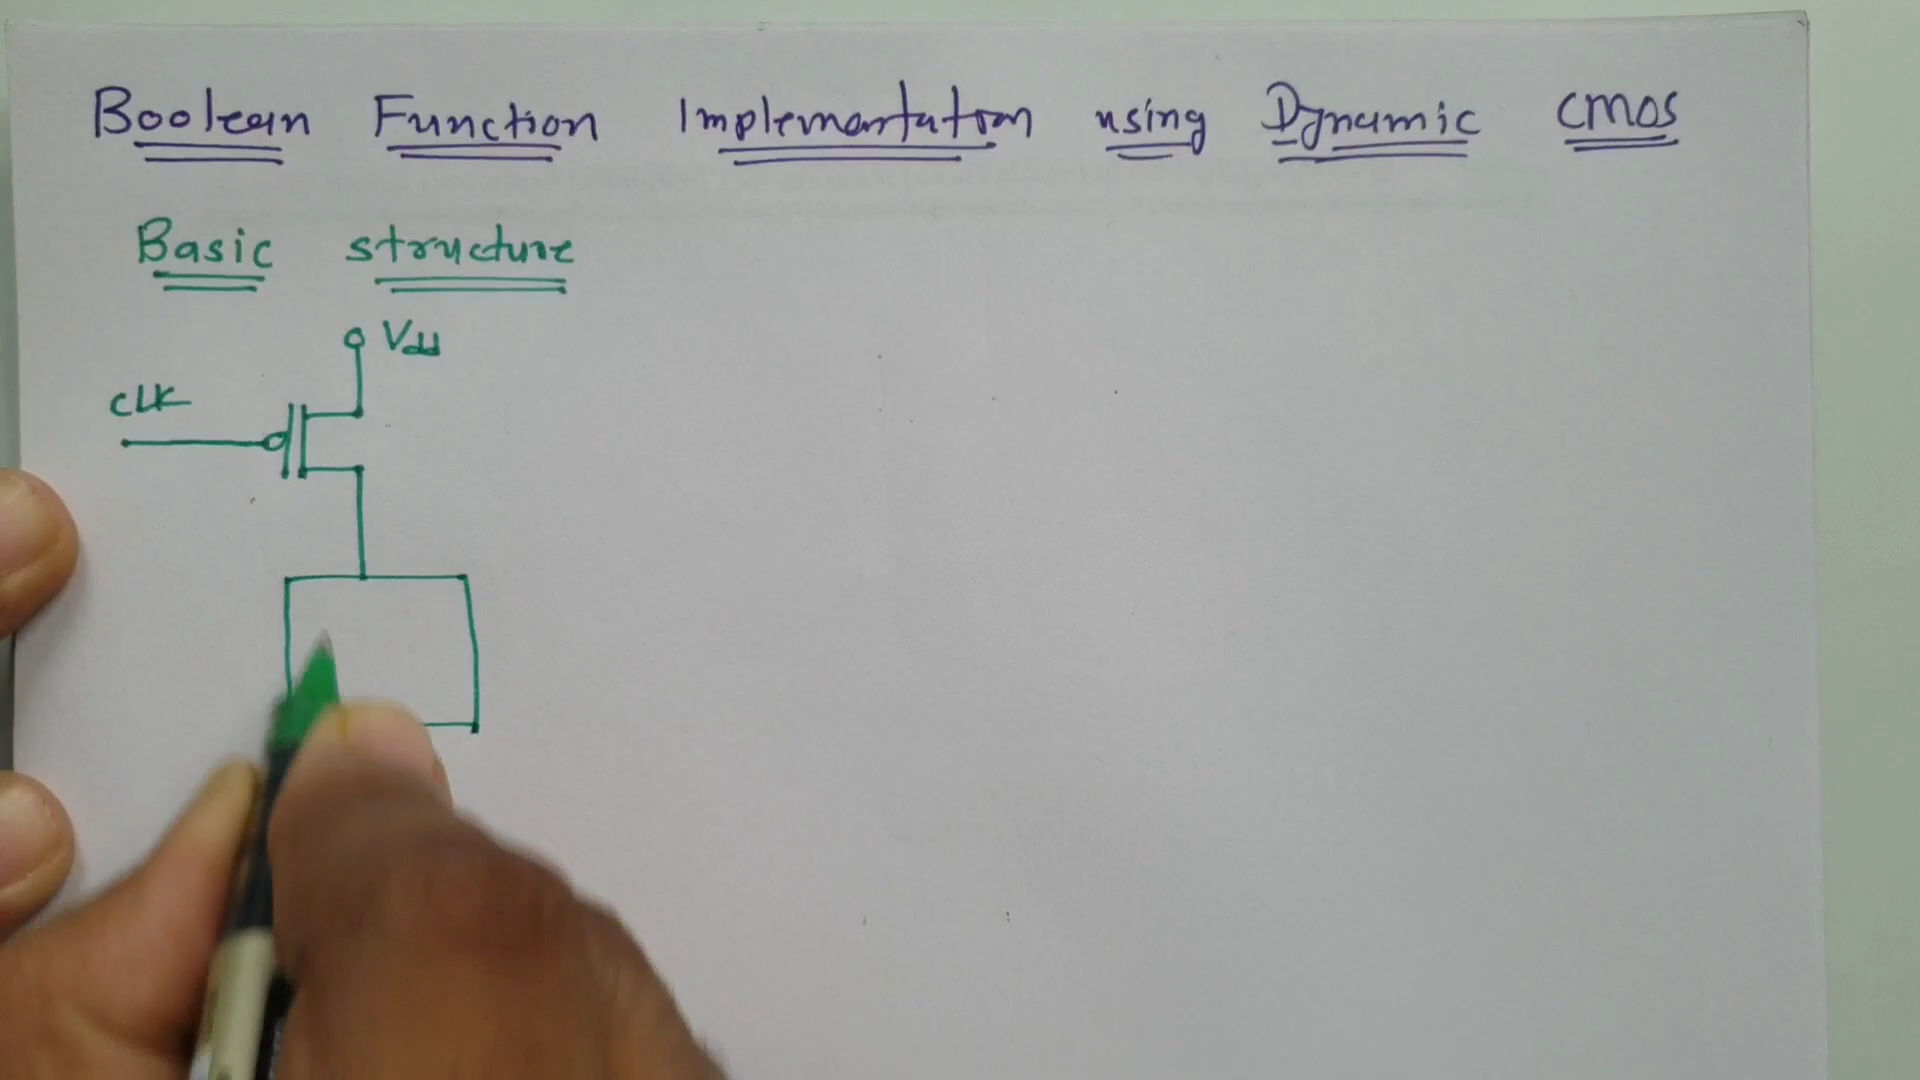 Boolean Function Implementation using Dynamic CMOS
Basic structure
Vdd
CLK